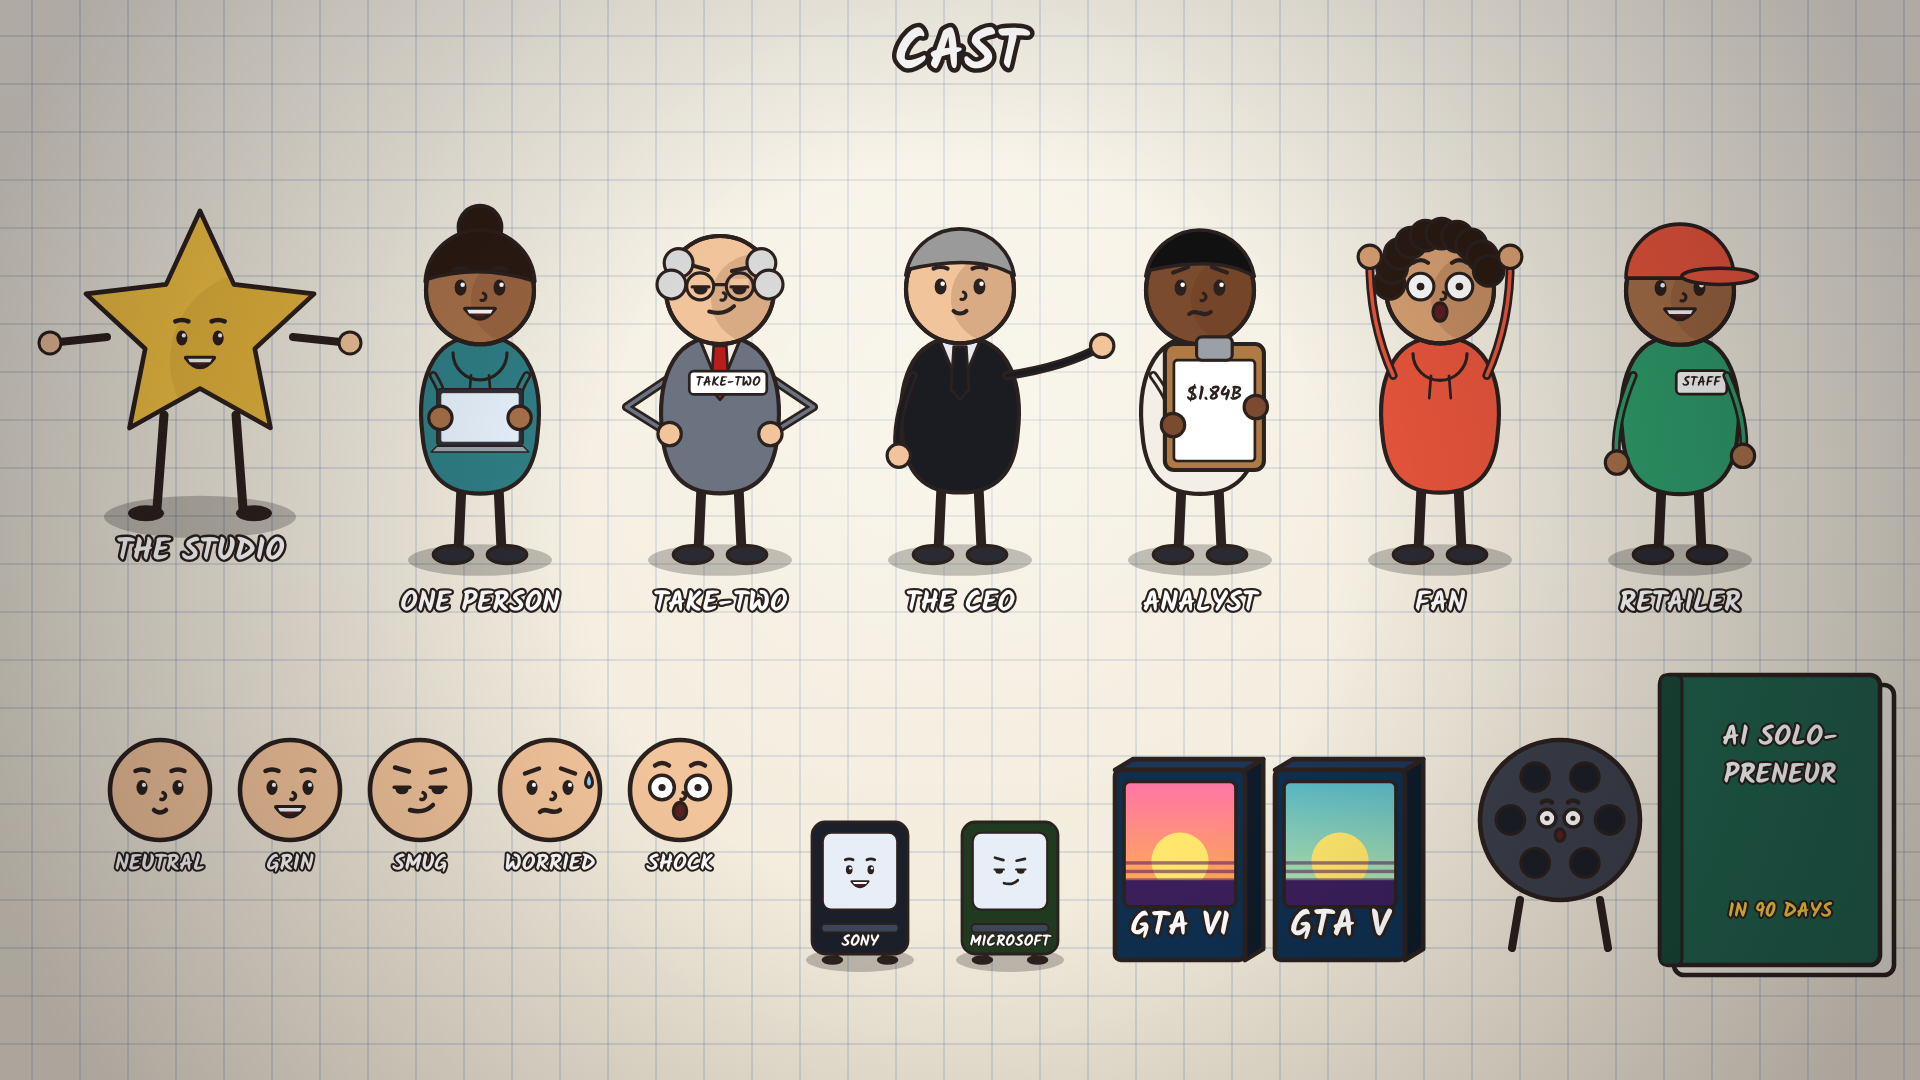 CAST
TAKE-TWO
$1.84B
STAFF
THE STUDIO
ONE PERSON
TAKE-TWO
THE CEO
ANALYST
FAN
RETAILER
AI SOLO-
PRENEUR
IN 90 DAYS
NEUTRAL
GRIN
SMUG
WORRIED
SHOCK
SONY
MICROSOFT
GTA VI
GTA V